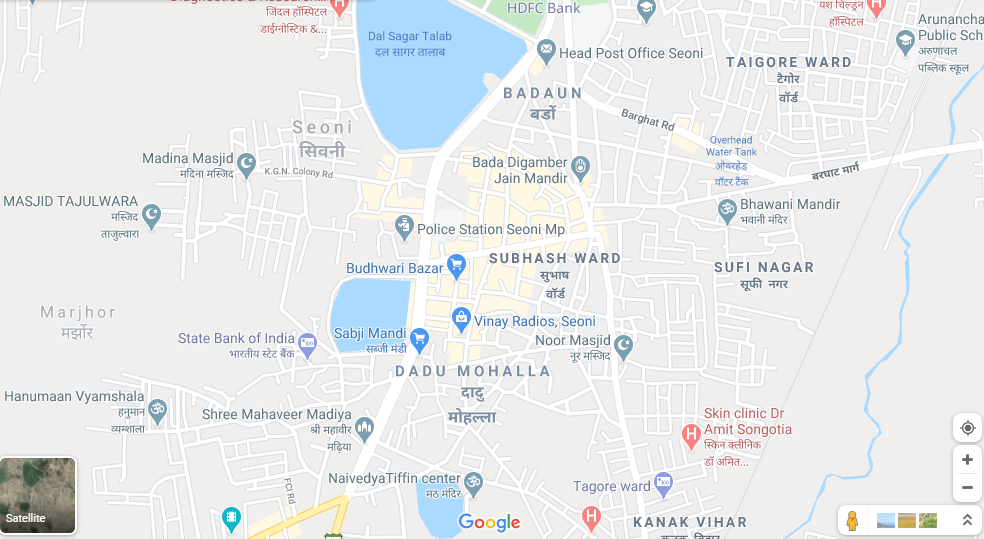 HDFC Bank
जिंदल हॉस्पिटल
डाईग्नोस्टिक &...
यश चिल्ड्रन
हॉस्पिटल
Arunancha
Public Sch
अरुणाचल
पब्लिक स्कूल
Dal Sagar Talab
दल सागर तालाब
Head Post Office Seoni
TAIGORE WARD
टैगोर
वॉर्ड
BADAUN
बडों
Barghat Rd
Seoni
सिवनी
Overhead
Water Tank
ओवरहेड
वॉटर टैंक
Madina Masjid
मदिना मस्जिद
K.G.N. Colony Rd
Bada Digamber
Jain Mandir
बरघाट मार्ग
MASJID TAJULWARA
मस्जिद
ताजुल्वारा
Bhawani Mandir
भवानी मंदिर
Police Station Seoni Mp
Budhwari Bazar
SUBHASH WARD
सुभाष
वॉर्ड
SUFI NAGAR
सूफी नगर
Marjhor
मर्झोर
Vinay Radios, Seoni
State Bank of India
भारतीय स्टेट बैंक
Sabji Mandi
सब्जी मंडी
Noor Masjid
नूर मस्जिद
DADU MOHALLA
दादु
मोहल्ला
Hanumaan Vyamshala
हनुमान
व्यम्शाला
Shree Mahaveer Madiya
श्री महावीर
मढ़िया
Skin clinic Dr
Amit Songotia
स्किन क्लीनिक
डॉ अमित...
NaivedyaTiffin center
मठ मंदिर
Tagore ward
FCI Rd
Satellite
Google
KANAK VIHAR